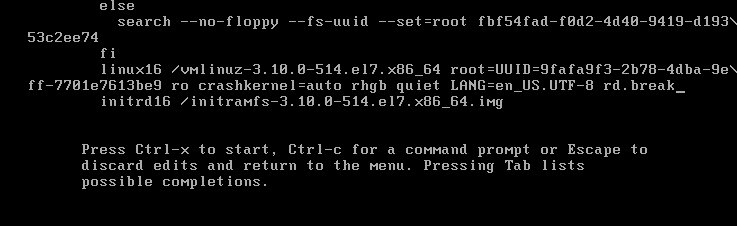 else
search --no-floppy --fs-uuid --set=root fbf54fad-f0d2-4d40-9419-d193\
53c2ee74
fi
linux16 /vmlinuz-3.10.0-514.el7.x86_64 root=UUID=9fafa9f3-2b78-4dba-9e\
ff-7701e7613be9 ro crashkernel=auto rhgb quiet LANG=en_US.UTF-8 rd.break_
initrd16 /initramfs-3.10.0-514.el7.x86_64.img
Press Ctrl-x to start, Ctrl-c for a command prompt or Escape to
discard edits and return to the menu. Pressing Tab lists
possible completions.